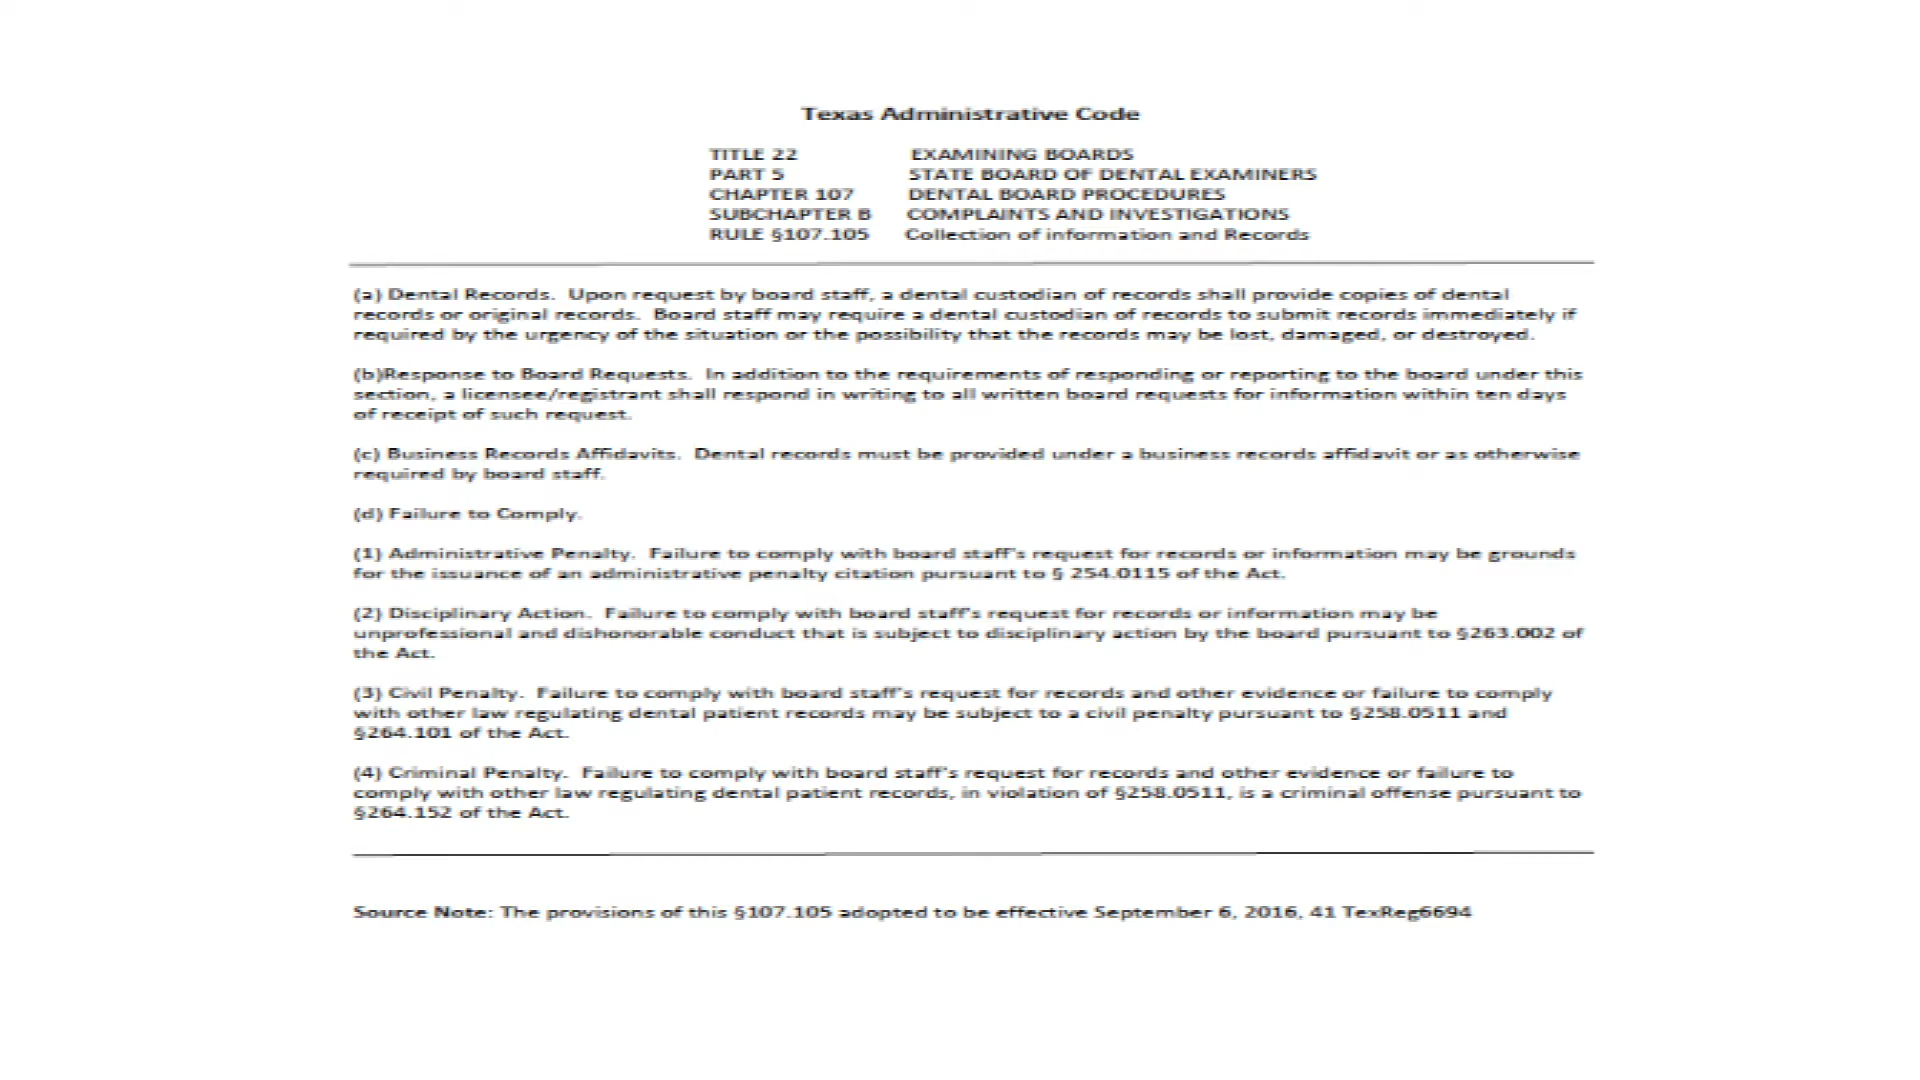 Texas Administrative Code
TITLE 22 EXAMINING BOARDS
PART 5 STATE BOARD OF DENTAL EXAMINERS
CHAPTER 107 DENTAL BOARD PROCEDURES
SUBCHAPTER B COMPLAINTS AND INVESTIGATIONS
RULE §107.105 Collection of information and Records
(a) Dental Records. Upon request by board staff, a dental custodian of records shall provide copies of dental
records or original records. Board staff may require a dental custodian of records to submit records immediately if
required by the urgency of the situation or the possibility that the records may be lost, damaged, or destroyed.
(b)Response to Board Requests. In addition to the requirements of responding or reporting to the board under this
section, a licensee/registrant shall respond in writing to all written board requests for information within ten days
of receipt of such request.
(c) Business Records Affidavits. Dental records must be provided under a business records affidavit or as otherwise
required by board staff.
(d) Failure to Comply.
(1) Administrative Penalty. Failure to comply with board staff's request for records or information may be grounds
for the issuance of an administrative penalty citation pursuant to § 254.0115 of the Act.
(2) Disciplinary Action. Failure to comply with board staff's request for records or information may be
unprofessional and dishonorable conduct that is subject to disciplinary action by the board pursuant to §263.002 of
the Act.
(3) Civil Penalty. Failure to comply with board staff's request for records and other evidence or failure to comply
with other law regulating dental patient records may be subject to a civil penalty pursuant to §258.0511 and
§264.101 of the Act.
(4) Criminal Penalty. Failure to comply with board staff's request for records and other evidence or failure to
comply with other law regulating dental patient records, in violation of §258.0511, is a criminal offense pursuant to
§264.152 of the Act.
Source Note: The provisions of this §107.105 adopted to be effective September 6, 2016, 41 TexReg6694